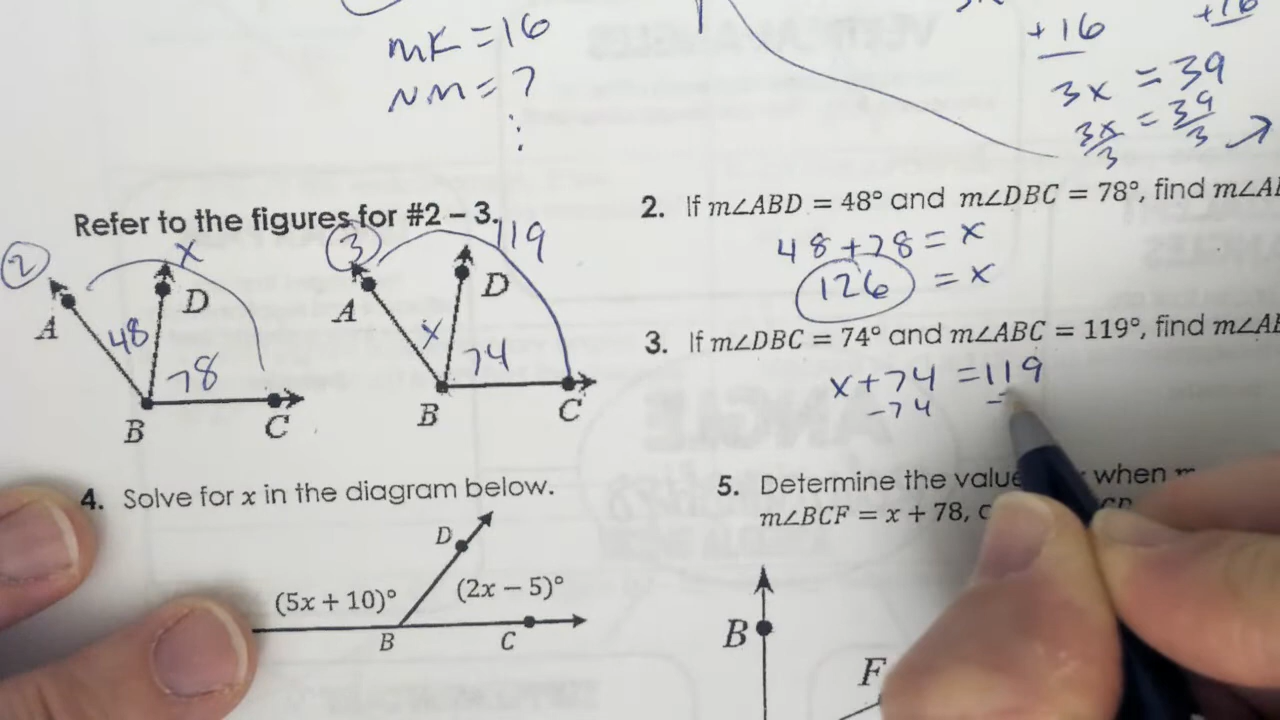 mK = 16
NM = ?
+16
+16
3x = 39
3x/3 = 39/3
Refer to the figures for #2 – 3.
2
A
48
x
D
78
B
C
3
A
x
D
119
74
B
C
2. If m∠ABD = 48° and m∠DBC = 78°, find
48 + 78 = x
126 = x
3. If m∠DBC = 74° and m∠ABC = 119°, find
x + 74 = 119
-74 -
4. Solve for x in the diagram below.
D
(5x + 10)°
(2x – 5)°
B
C
5. Determine the value when
m∠BCF = x + 78,
B
F